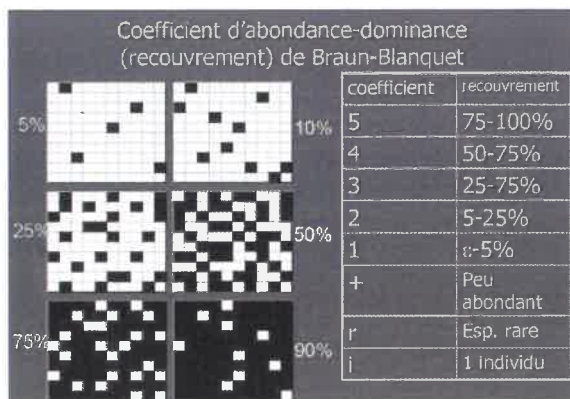 Coefficient d'abondance-dominance
(recouvrement) de Braun-Blanquet
5%
10%
25%
50%
75%
90%
coefficient recouvrement
5 75-100%
4 50-75%
3 25-75%
2 5-25%
1 ε-5%
+ Peu
abondant
r Esp. rare
i 1 individu